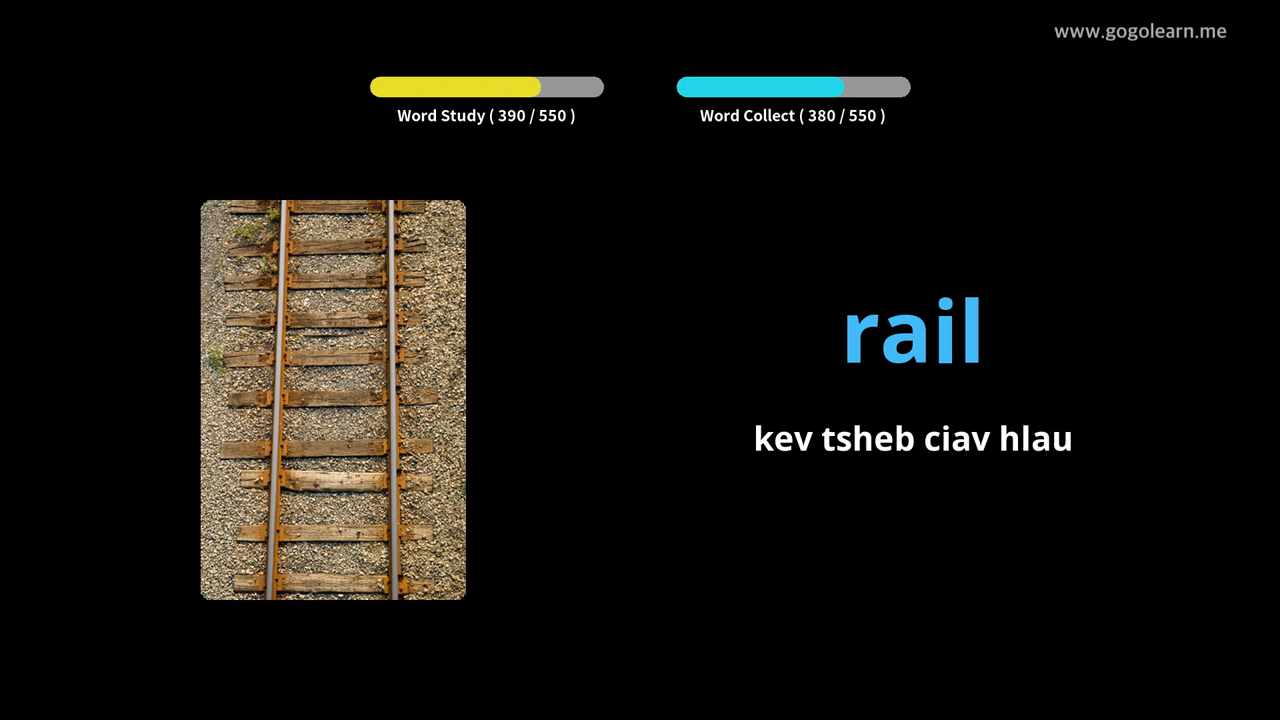 www.gogolearn.me
Word Study ( 390 / 550 )
Word Collect ( 380 / 550 )
rail
kev tsheb ciav hlau